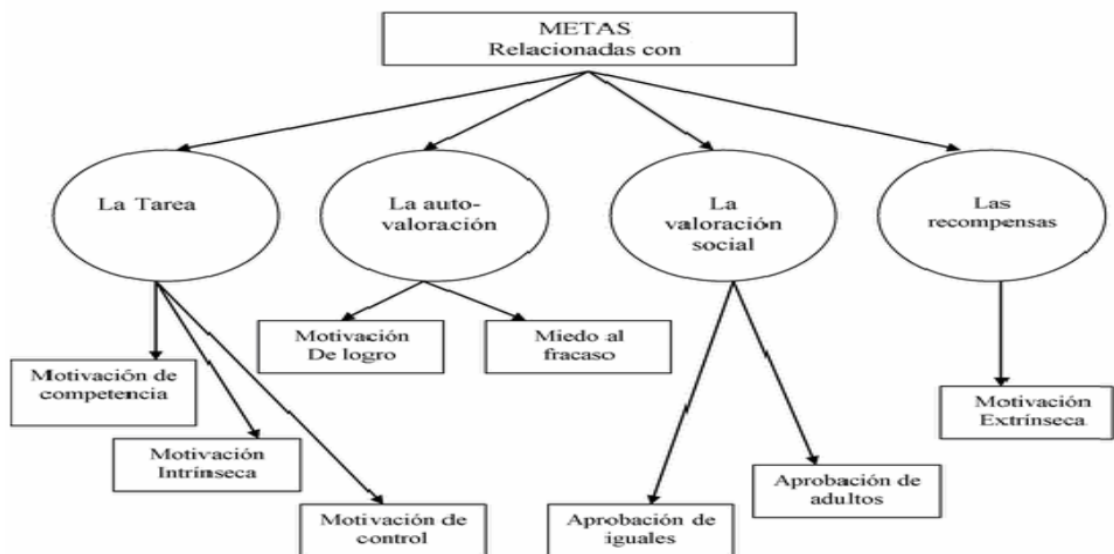 METAS
Relacionadas con
La Tarea
La auto-
valoración
La
valoración
social
Las
recompensas
Motivación
De logro
Miedo al
fracaso
Motivación de
competencia
Motivación
Intrínseca
Motivación de
control
Aprobación de
iguales
Aprobación de
adultos
Motivación
Extrínseca